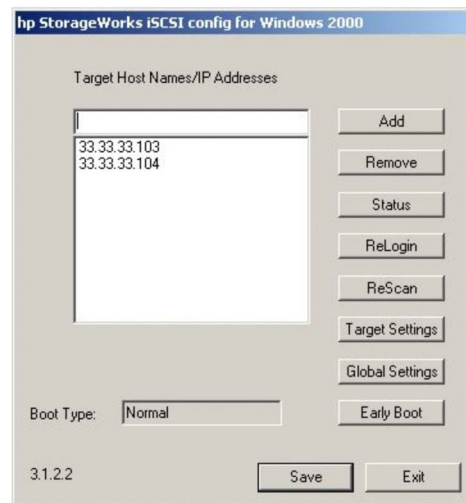 hp StorageWorks iSCSI config for Windows 2000
Target Host Names/IP Addresses
Add
33.33.33.103
33.33.33.104
Remove
Status
ReLogin
ReScan
Target Settings
Global Settings
Boot Type: Normal
Early Boot
3.1.2.2
Save
Exit